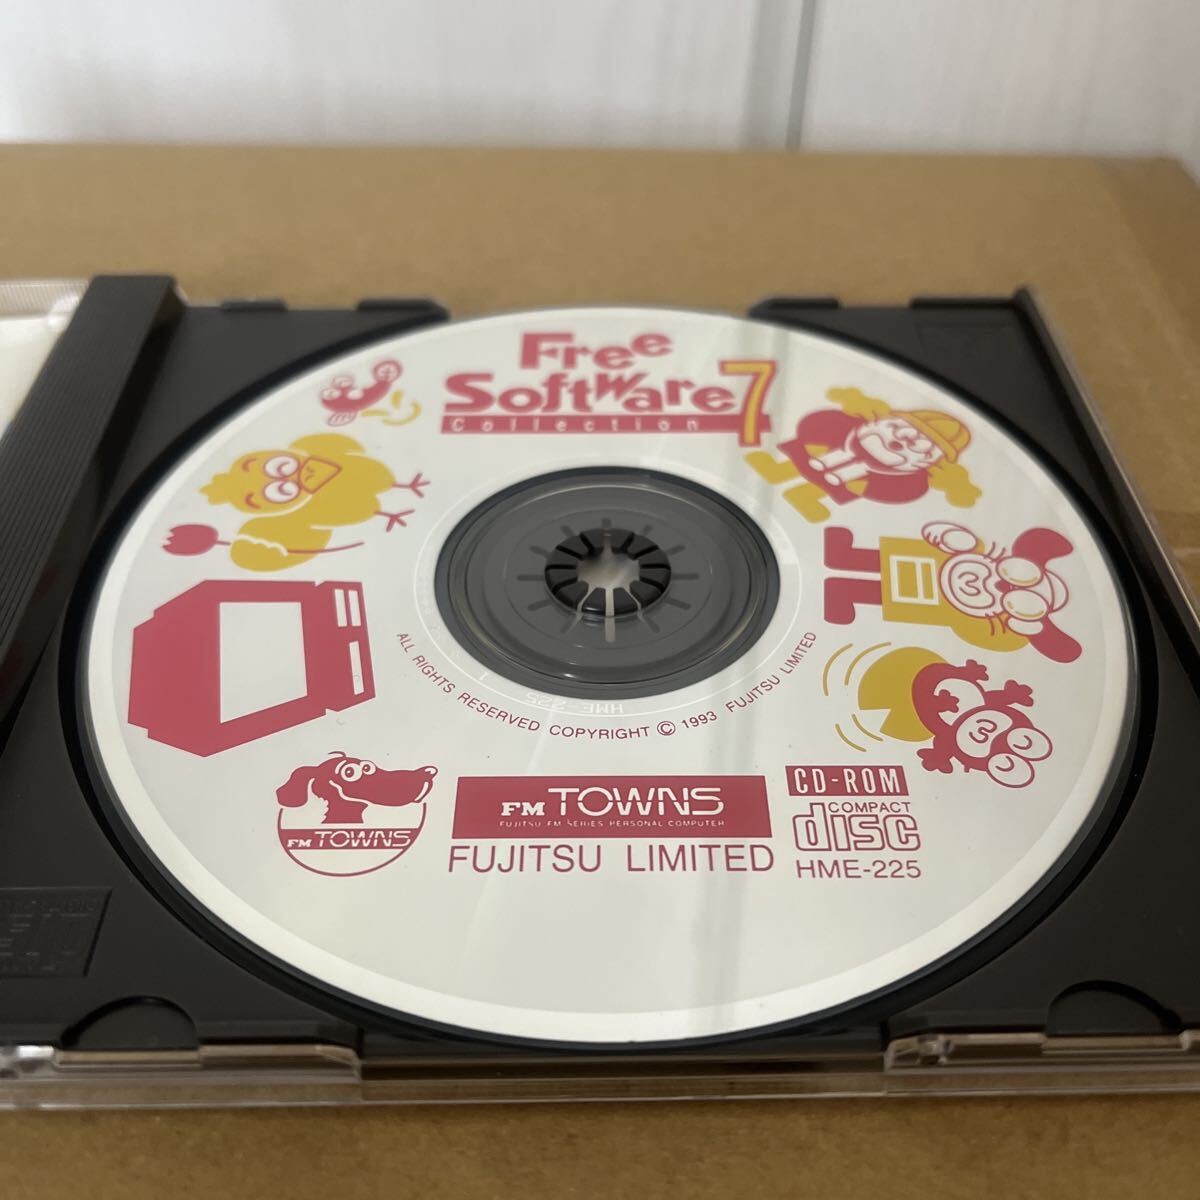 Free
Software 7
Collection
HME-225 1
ALL RIGHTS RESERVED COPYRIGHT © 1993 FUJITSU LIMITED
FM TOWNS
FM TOWNS
FUJITSU FM SERIES PERSONAL COMPUTER
FUJITSU LIMITED
CD-ROM
COMPACT
disc
HME-225